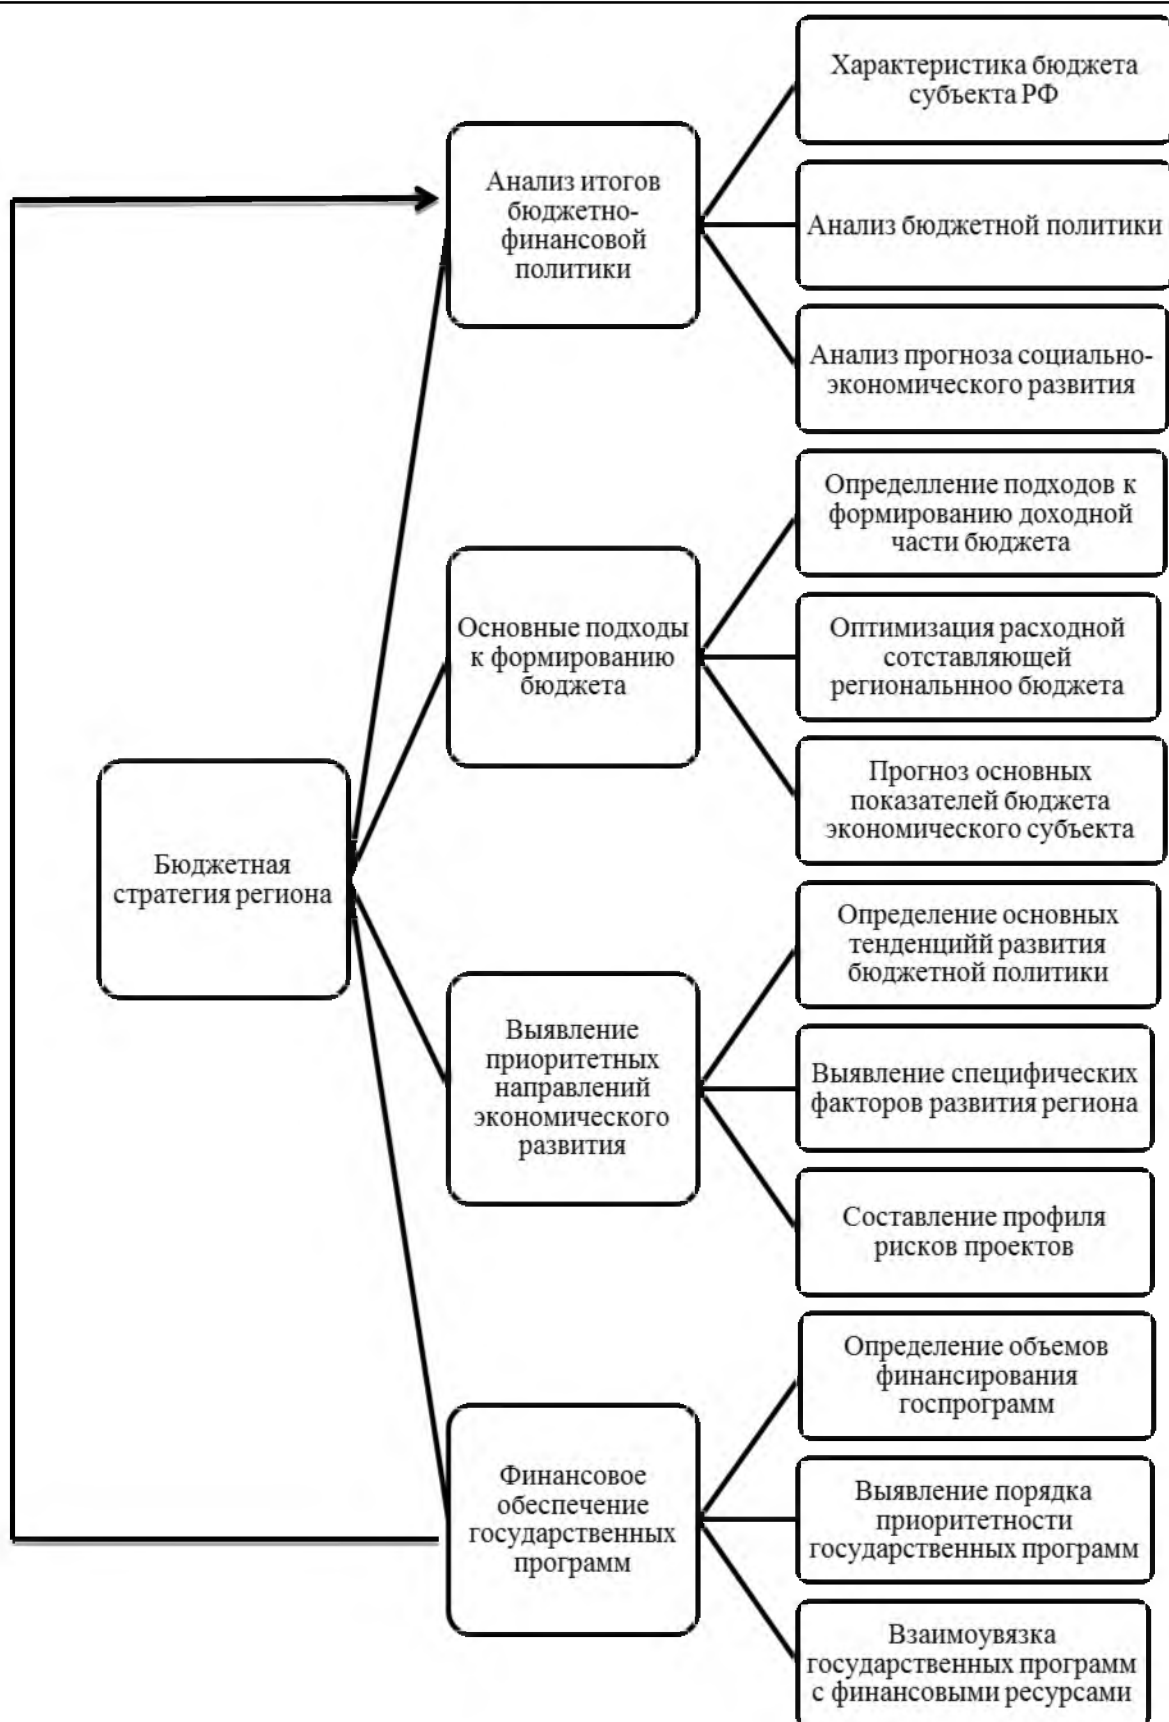 Характеристика бюджета
субъекта РФ
Анализ итогов
бюджетно-
финансовой
политики
Анализ бюджетной политики
Анализ прогноза социально-
экономического развития
Определление подходов к
формированию доходной
части бюджета
Основные подходы
к формированию
бюджета
Оптимизация расходной
сотставляющей
региональнноо бюджета
Прогноз основных
показателей бюджета
экономического субъекта
Бюджетная
стратегия региона
Определение основных
тенденцийй развития
бюджетной политики
Выявление
приоритетных
направлений
экономического
развития
Выявление специфических
факторов развития региона
Составление профиля
рисков проектов
Определение объемов
финансирования
госпрограмм
Финансовое
обеспечение
государственных
программ
Выявление порядка
приоритетности
государственных программ
Взаимоувязка
государственных программ
с финансовыми ресурсами